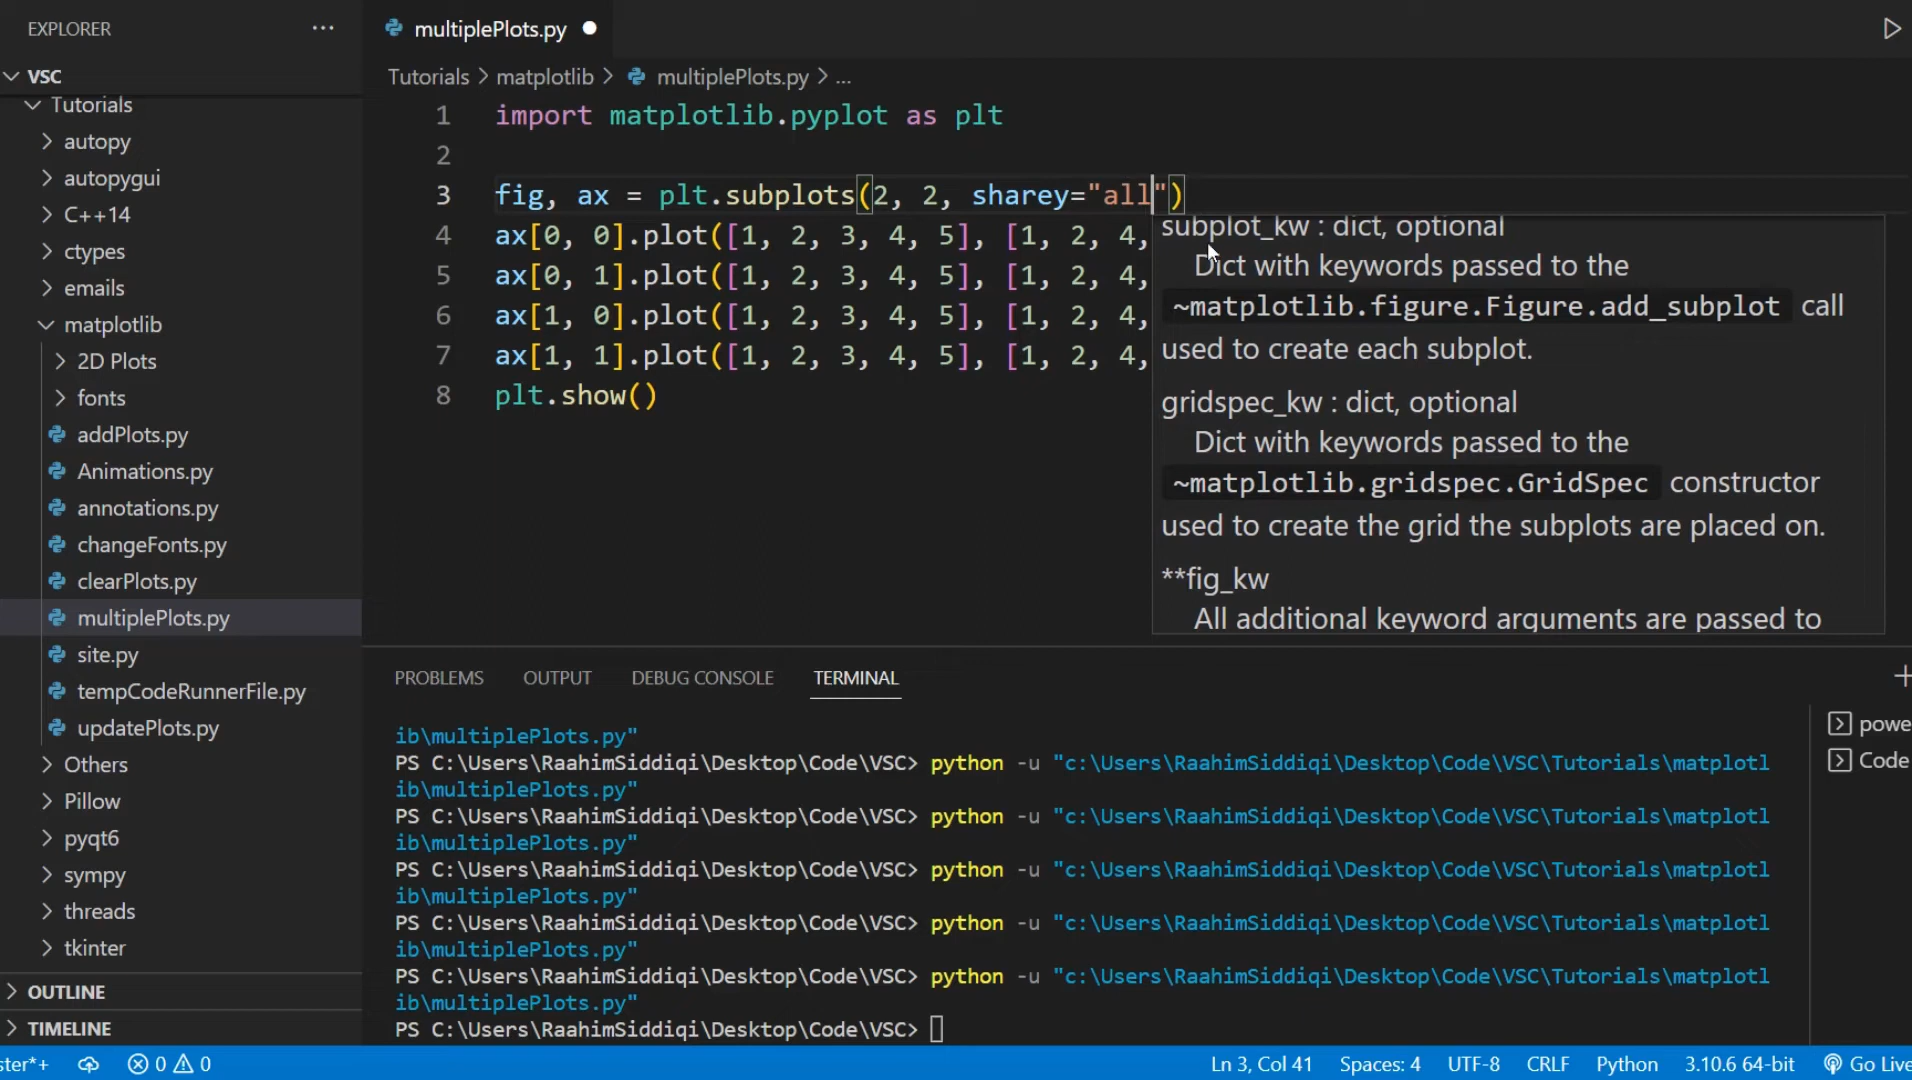 EXPLORER
···
VSC
Tutorials
autopy
autopygui
C++14
ctypes
emails
matplotlib
2D Plots
fonts
addPlots.py
Animations.py
annotations.py
changeFonts.py
clearPlots.py
multiplePlots.py
site.py
tempCodeRunnerFile.py
updatePlots.py
Others
Pillow
pyqt6
sympy
threads
tkinter
OUTLINE
TIMELINE
multiplePlots.py
Tutorials > matplotlib > multiplePlots.py > ...
1 import matplotlib.pyplot as plt
2
3 fig, ax = plt.subplots(2, 2, sharey="all")
4 ax[0, 0].plot([1, 2, 3, 4, 5], [1, 2, 4,
5 ax[0, 1].plot([1, 2, 3, 4, 5], [1, 2, 4,
6 ax[1, 0].plot([1, 2, 3, 4, 5], [1, 2, 4,
7 ax[1, 1].plot([1, 2, 3, 4, 5], [1, 2, 4,
8 plt.show()
subplot_kw : dict, optional
Dict with keywords passed to the
~matplotlib.figure.Figure.add_subplot call
used to create each subplot.
gridspec_kw : dict, optional
Dict with keywords passed to the
~matplotlib.gridspec.GridSpec constructor
used to create the grid the subplots are placed on.
**fig_kw
All additional keyword arguments are passed to
PROBLEMS OUTPUT DEBUG CONSOLE TERMINAL
ib\multiplePlots.py"
PS C:\Users\RaahimSiddiqi\Desktop\Code\VSC> python -u "c:\Users\RaahimSiddiqi\Desktop\Code\VSC\Tutorials\matplotl
ib\multiplePlots.py"
PS C:\Users\RaahimSiddiqi\Desktop\Code\VSC> python -u "c:\Users\RaahimSiddiqi\Desktop\Code\VSC\Tutorials\matplotl
ib\multiplePlots.py"
PS C:\Users\RaahimSiddiqi\Desktop\Code\VSC> python -u "c:\Users\RaahimSiddiqi\Desktop\Code\VSC\Tutorials\matplotl
ib\multiplePlots.py"
PS C:\Users\RaahimSiddiqi\Desktop\Code\VSC> python -u "c:\Users\RaahimSiddiqi\Desktop\Code\VSC\Tutorials\matplotl
ib\multiplePlots.py"
PS C:\Users\RaahimSiddiqi\Desktop\Code\VSC> python -u "c:\Users\RaahimSiddiqi\Desktop\Code\VSC\Tutorials\matplotl
ib\multiplePlots.py"
PS C:\Users\RaahimSiddiqi\Desktop\Code\VSC>
powe
Code
ster*+ 0 0 Ln 3, Col 41 Spaces: 4 UTF-8 CRLF Python 3.10.6 64-bit Go Live